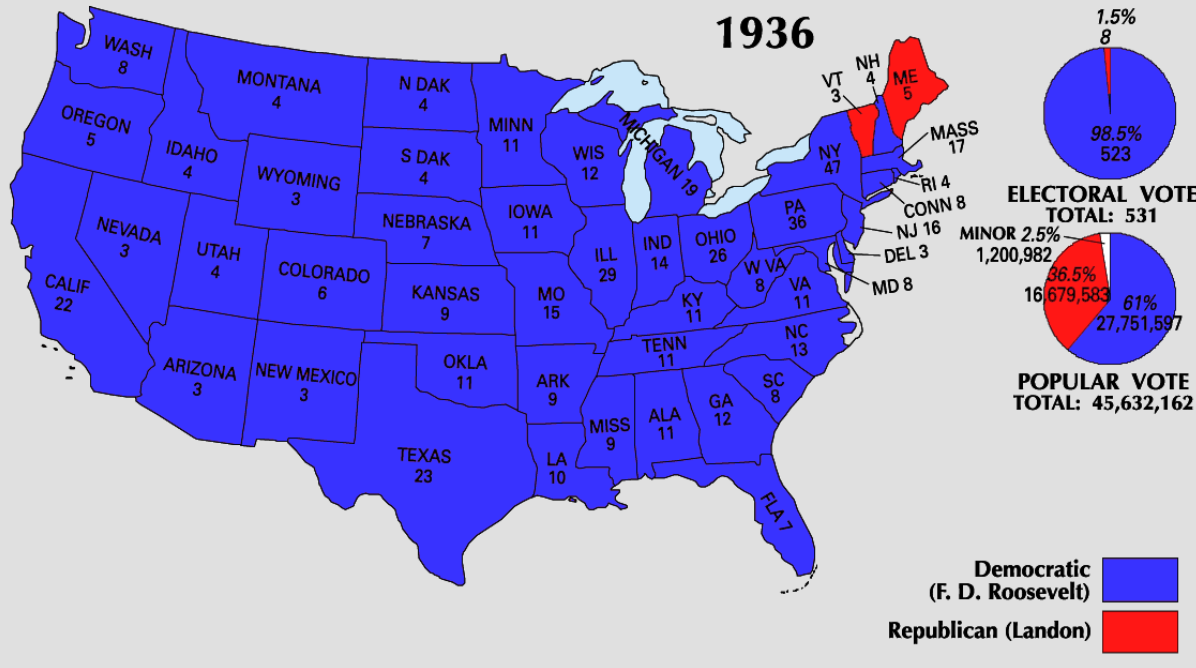 1936
WASH
8
OREGON
5
CALIF
22
IDAHO
4
NEVADA
3
MONTANA
4
WYOMING
3
UTAH
4
COLORADO
6
ARIZONA
3
NEW MEXICO
3
N DAK
4
S DAK
4
NEBRASKA
7
KANSAS
9
OKLA
11
TEXAS
23
MINN
11
IOWA
11
MO
15
ARK
9
LA
10
WIS
12
ILL
29
MICHIGAN 19
IND
14
OHIO
26
KY
11
TENN
11
MISS
9
ALA
11
GA
12
FLA 7
SC
8
NC
13
VA
11
W VA
8
PA
36
NY
47
VT
3
NH
4
ME
5
MASS
17
RI 4
CONN 8
NJ 16
DEL 3
MD 8
1.5%
8
98.5%
523
ELECTORAL VOTE
TOTAL: 531
MINOR 2.5%
1,200,982
36.5%
16,679,583
61%
27,751,597
POPULAR VOTE
TOTAL: 45,632,162
Democratic
(F. D. Roosevelt)
Republican (Landon)